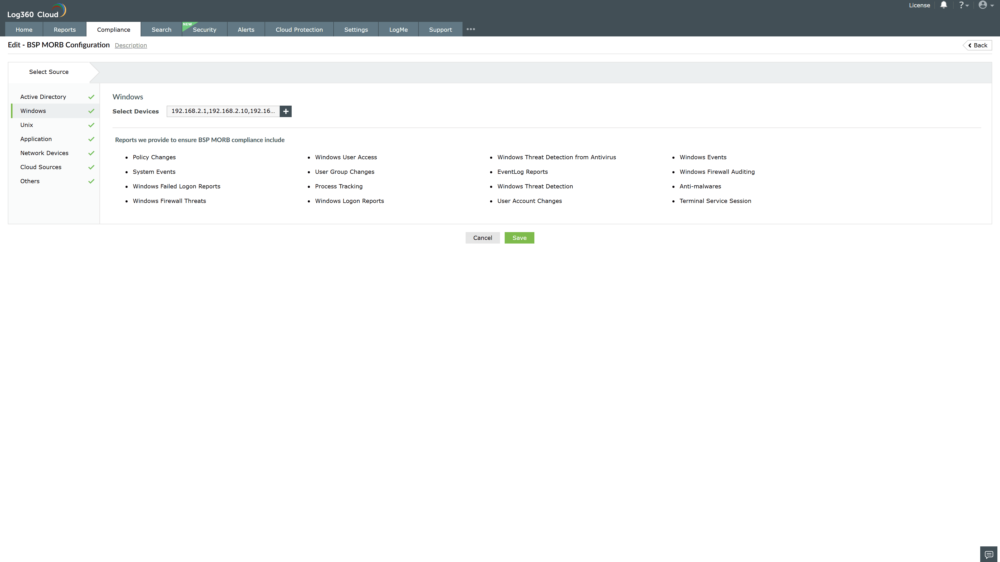 Log360 Cloud
License
?
Home
Reports
Compliance
Search
NEW
Security
Alerts
Cloud Protection
Settings
LogMe
Support
Edit - BSP MORB Configuration
Description
Back
Select Source
Active Directory
Windows
Unix
Application
Network Devices
Cloud Sources
Others
Windows
Select Devices
192.168.2.1,192.168.2.10,192.16...
Reports we provide to ensure BSP MORB compliance include
Policy Changes
Windows User Access
Windows Threat Detection from Antivirus
Windows Events
System Events
User Group Changes
EventLog Reports
Windows Firewall Auditing
Windows Failed Logon Reports
Process Tracking
Windows Threat Detection
Anti-malwares
Windows Firewall Threats
Windows Logon Reports
User Account Changes
Terminal Service Session
Cancel
Save